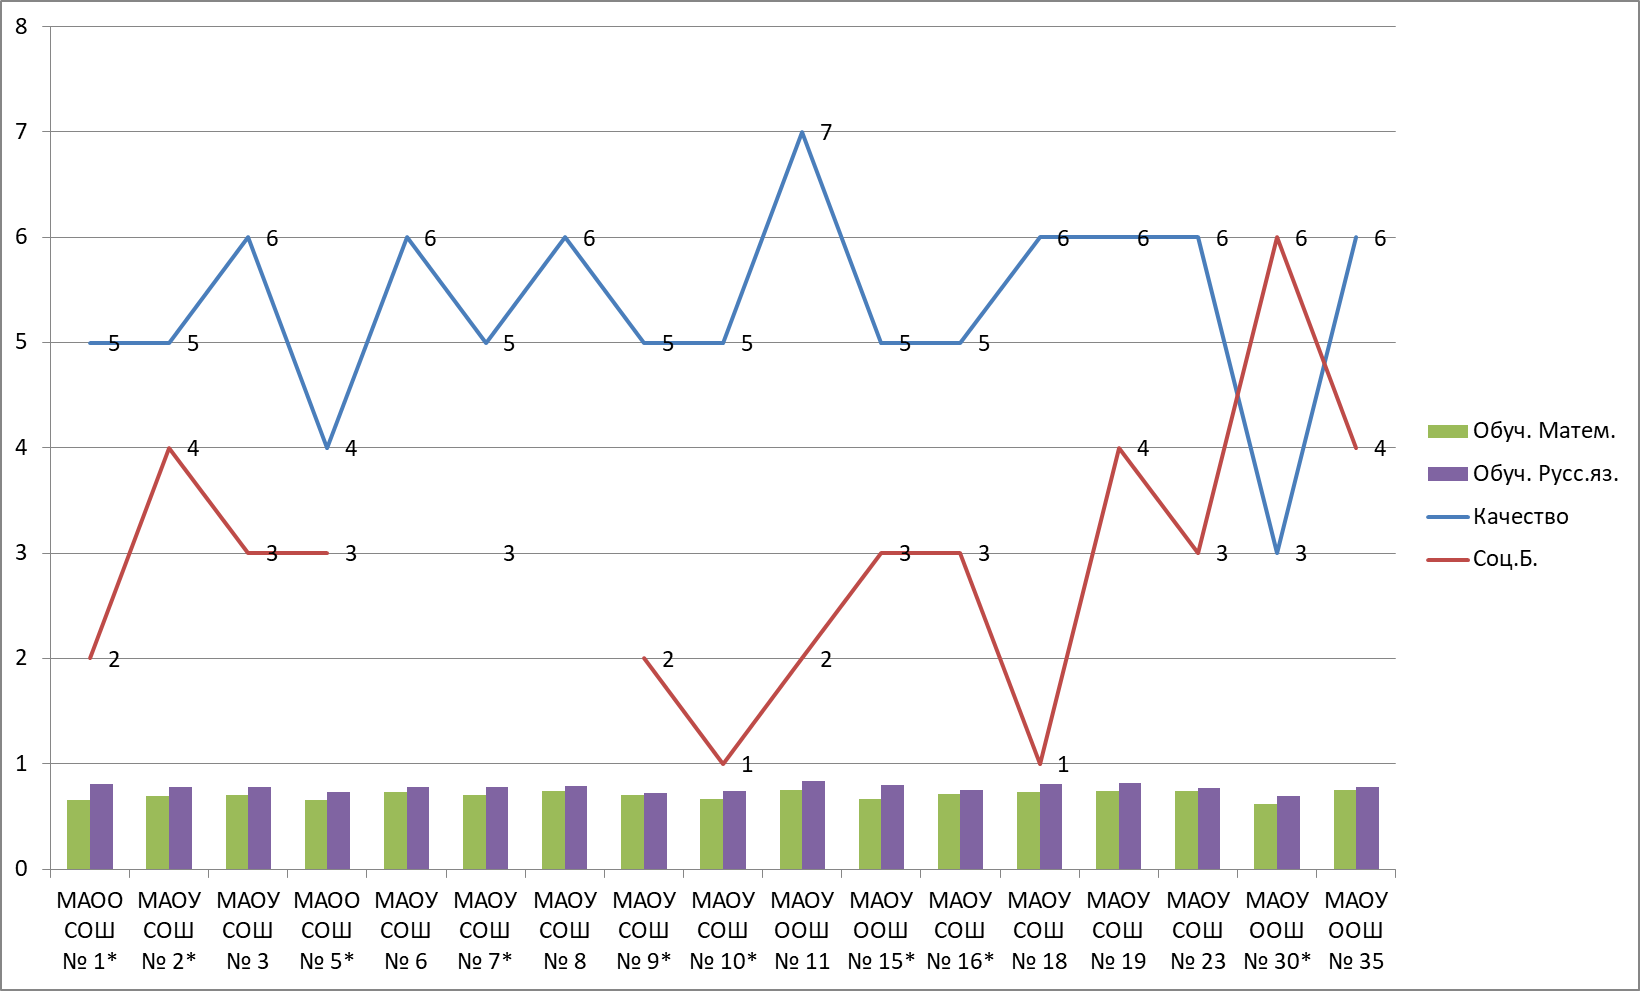 8
7
6
5
4
3
2
1
0
7
6
6
6
6
6
6
6
6
5
5
5
5
5
5
5
4
4
4
4
3
3
3
3
3
3
3
2
2
2
1
1
МАОО СОШ № 1*
МАОУ СОШ № 2*
МАОУ СОШ № 3
МАОО СОШ № 5*
МАОУ СОШ № 6
МАОУ СОШ № 7*
МАОУ СОШ № 8
МАОУ СОШ № 9*
МАОУ СОШ № 10*
МАОУ ООШ № 11
МАОУ ООШ № 15*
МАОУ СОШ № 16*
МАОУ СОШ № 18
МАОУ СОШ № 19
МАОУ СОШ № 23
МАОУ ООШ № 30*
МАОУ ООШ № 35
Обуч. Матем.
Обуч. Русс.яз.
Качество
Соц.Б.